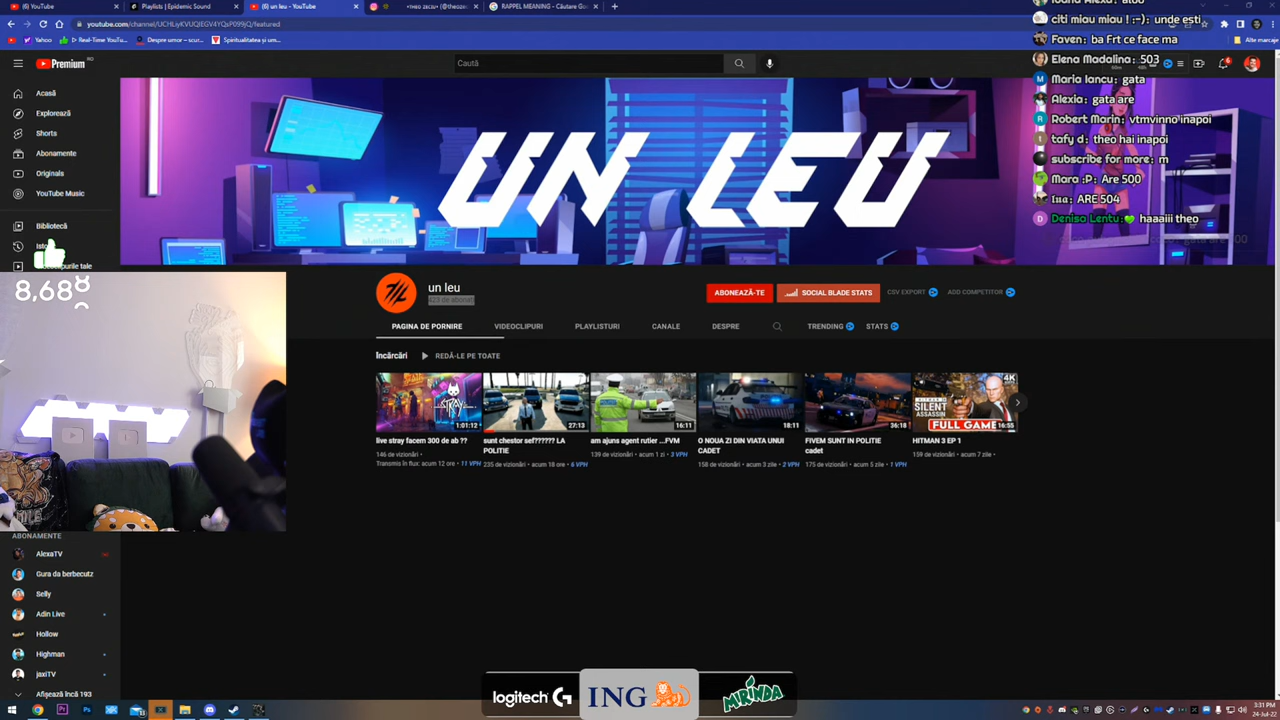 (6) YouTube
Playlists | Epidemic Sound
(6) un leu - YouTube
RAPPEL MEANING - Căutare Goo
youtube.com/channel/UCHLiyKVUQIEGV4YQsP099jQ/featured
Yahoo
Real-Time YouTu...
Despre umor – scur...
Spiritualitatea și um...
Alte marcaje
Premium
RO
Caută
Acasă
Explorează
Shorts
Abonamente
Originals
YouTube Music
Bibliotecă
8,688
ABONAMENTE
AlexaTV
Gura da berbecutz
Selly
Adin Live
Hollow
Highman
jaxiTV
Afișează încă 193
UN LEU
un leu
423 de abonați
ABONEAZĂ-TE
SOCIAL BLADE STATS
CSV EXPORT
ADD COMPETITOR
PAGINA DE PORNIRE
VIDEOCLIPURI
PLAYLISTURI
CANALE
DESPRE
TRENDING
STATS
Încărcări
REDĂ-LE PE TOATE
1:01:12
live stray facem 300 de ab ??
146 de vizionări •
Transmis în flux: acum 12 ore • 11 VPH
27:13
sunt chestor sef?????? LA
POLITIE
235 de vizionări • acum 18 ore • 6 VPH
16:11
am ajuns agent rutier ...FVM
139 de vizionări • acum 1 zi • 3 VPH
18:11
O NOUA ZI DIN VIATA UNUI
CADET
158 de vizionări • acum 3 zile • 2 VPH
36:18
FIVEM SUNT IN POLITIE
cadet
175 de vizionări • acum 5 zile • 1 VPH
4K
HITMAN
SILENT
ASSASSIN
FULL GAME
16:55
HITMAN 3 EP 1
159 de vizionări • acum 7 zile •
citi miau miau ! :-): unde esti
Faven: ba Frt ce face ma
Elena Madalina: 503
Maria Iancu: gata
Alexia: gata are
Robert Marin: vtmvinno inapoi
tafy d: theo hai inapoi
subscribe for more: m
Mara :P: Are 500
Ina: ARE 504
Denisa Lentu: haaaiii theo
logitech G
ING
MIRINDA
3:31 PM
24-Jul-22